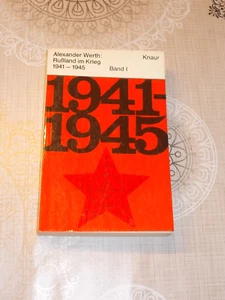 Alexander Werth:
Rußland im Krieg
1941 – 1945
Band I
Knaur
1941-
1945